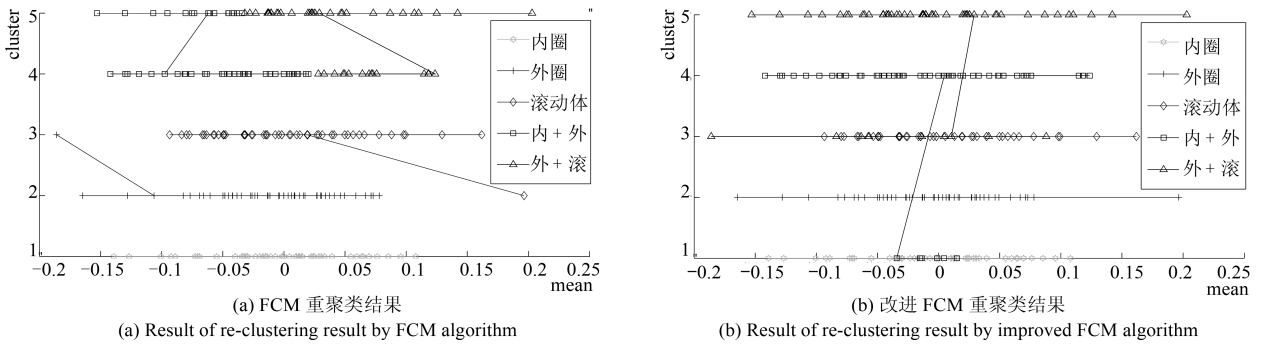 cluster
5
4
3
2
1
−0.2 −0.15 −0.1 −0.05 0 0.05 0.1 0.15 0.2 0.25
mean
"
内圈
外圈
滚动体
内 + 外
外 + 滚
(a) FCM 重聚类结果
(a) Result of re-clustering result by FCM algorithm
cluster
5
4
3
2
1
−0.2 −0.15 −0.1 −0.05 0 0.05 0.1 0.15 0.2 0.25
mean
内圈
外圈
滚动体
内 + 外
外 + 滚
(b) 改进 FCM 重聚类结果
(b) Result of re-clustering result by improved FCM algorithm